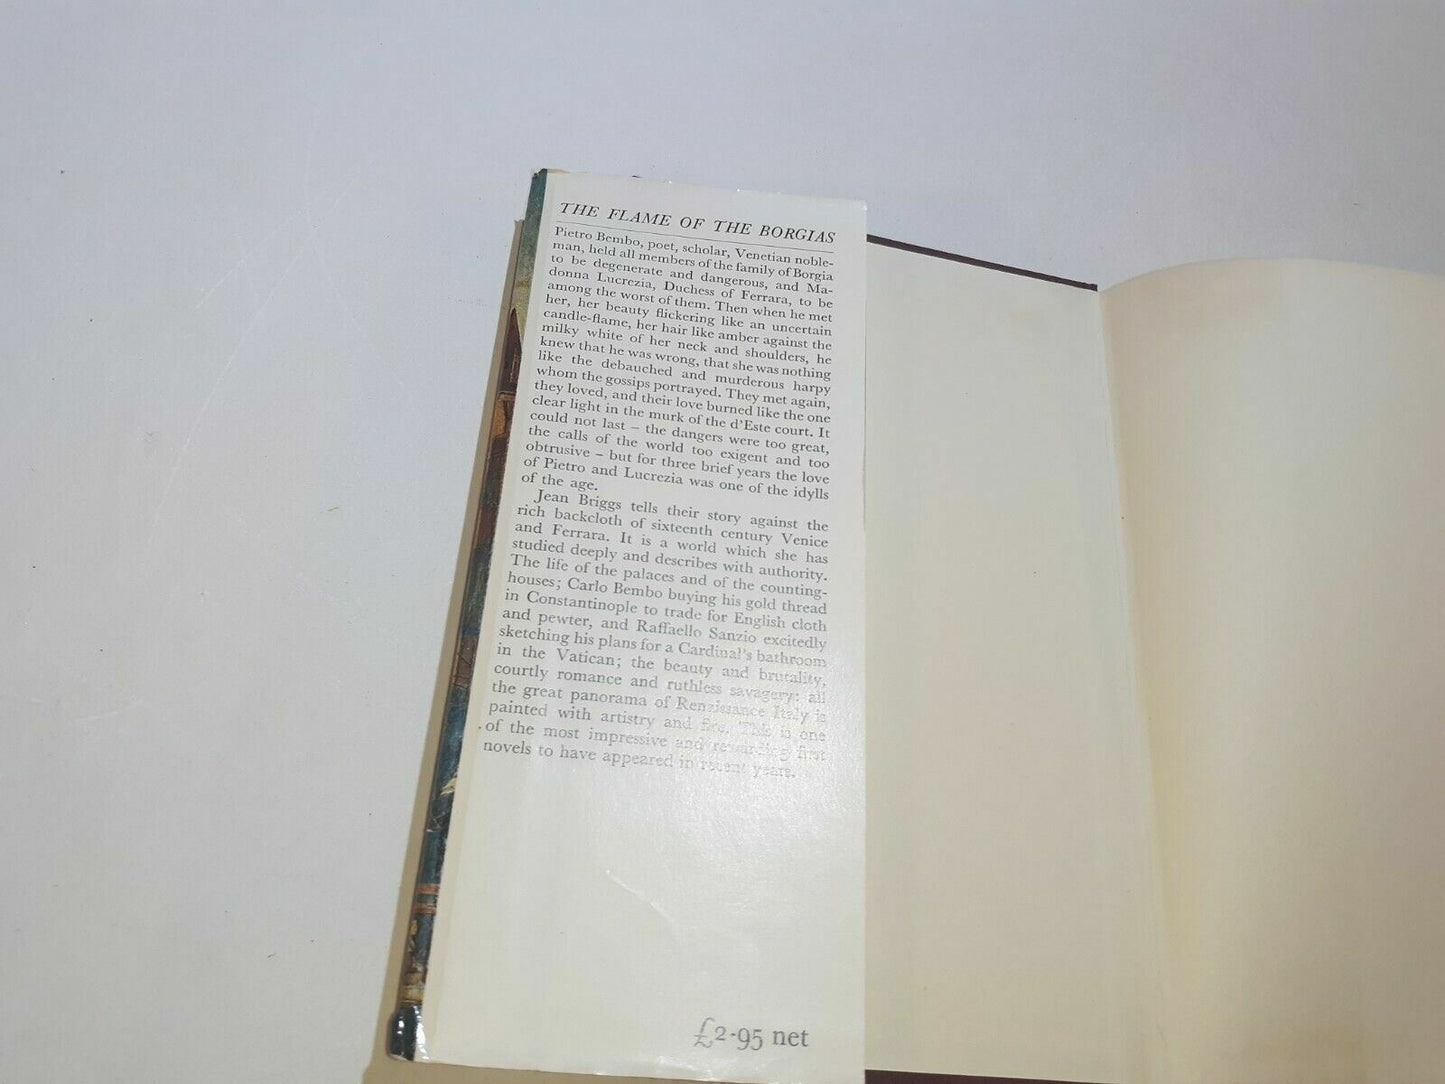 THE FLAME OF THE BORGIAS
Pietro Bembo, poet, scholar, Venetian noble-
man, held all members of the family of Borgia
to be degenerate and dangerous, and Ma-
donna Lucrezia, Duchess of Ferrara, to be
among the worst of them. Then when he met
her, her beauty flickering like an uncertain
candle-flame, her hair like amber against the
milky white of her neck and shoulders, he
knew that he was wrong, that she was nothing
like the debauched and murderous harpy
whom the gossips portrayed. They met again,
they loved, and their love burned like the one
clear light in the murk of the d'Este court. It
could not last – the dangers were too great,
the calls of the world too exigent and too
obtrusive – but for three brief years the love
of Pietro and Lucrezia was one of the idylls
of the age.
Jean Briggs tells their story against the
rich backcloth of sixteenth century Venice
and Ferrara. It is a world which she has
studied deeply and describes with authority.
The life of the palaces and of the counting-
houses; Carlo Bembo buying his gold thread
in Constantinople to trade for English cloth
and pewter, and Raffaello Sanzio excitedly
sketching his plans for a Cardinal's bathroom
in the Vatican; the beauty and brutality,
courtly romance and ruthless savagery: all
the great panorama of Renaissance Italy is
painted with artistry and fire. This is one
of the most impressive and rewarding first
novels to have appeared in recent years.
£2·95 net